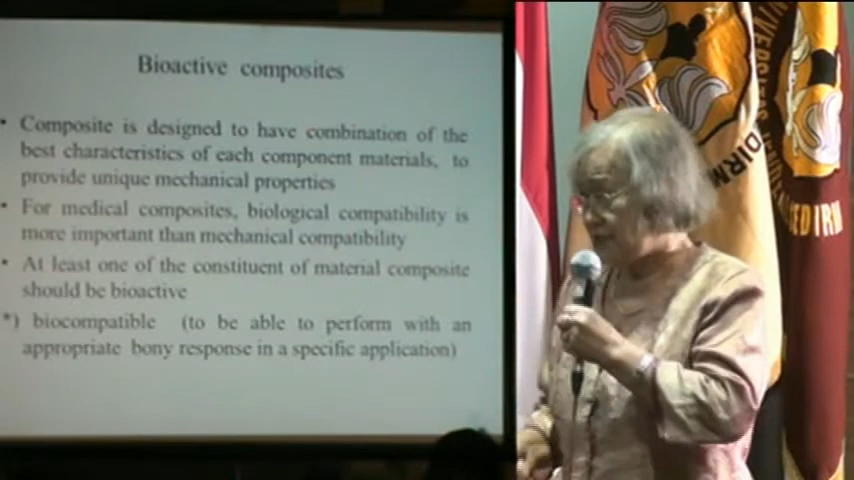 Bioactive composites
• Composite is designed to have combination of the
best characteristics of each component materials, to
provide unique mechanical properties
• For medical composites, biological compatibility is
more important than mechanical compatibility
• At least one of the constituent of material composite
should be bioactive
*) biocompatible (to be able to perform with an
appropriate bony response in a specific application)